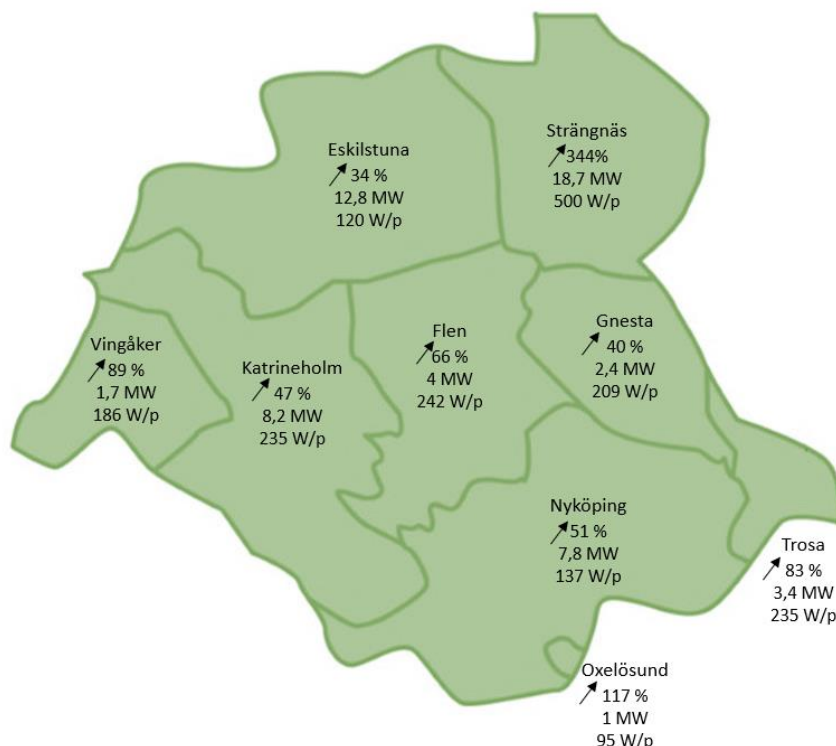 Strängnäs
344%
18,7 MW
500 W/p
Eskilstuna
34 %
12,8 MW
120 W/p
Vingåker
89 %
1,7 MW
186 W/p
Katrineholm
47 %
8,2 MW
235 W/p
Flen
66 %
4 MW
242 W/p
Gnesta
40 %
2,4 MW
209 W/p
Nyköping
51 %
7,8 MW
137 W/p
Trosa
83 %
3,4 MW
235 W/p
Oxelösund
117 %
1 MW
95 W/p